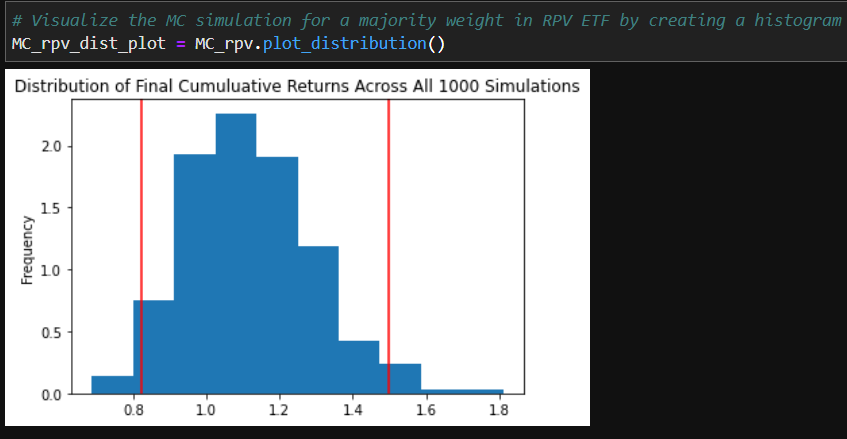 # Visualize the MC simulation for a majority weight in RPV ETF by creating a histogram
MC_rpv_dist_plot = MC_rpv.plot_distribution()
Distribution of Final Cumuluative Returns Across All 1000 Simulations
Frequency
2.0
1.5
1.0
0.5
0.0
0.8 1.0 1.2 1.4 1.6 1.8